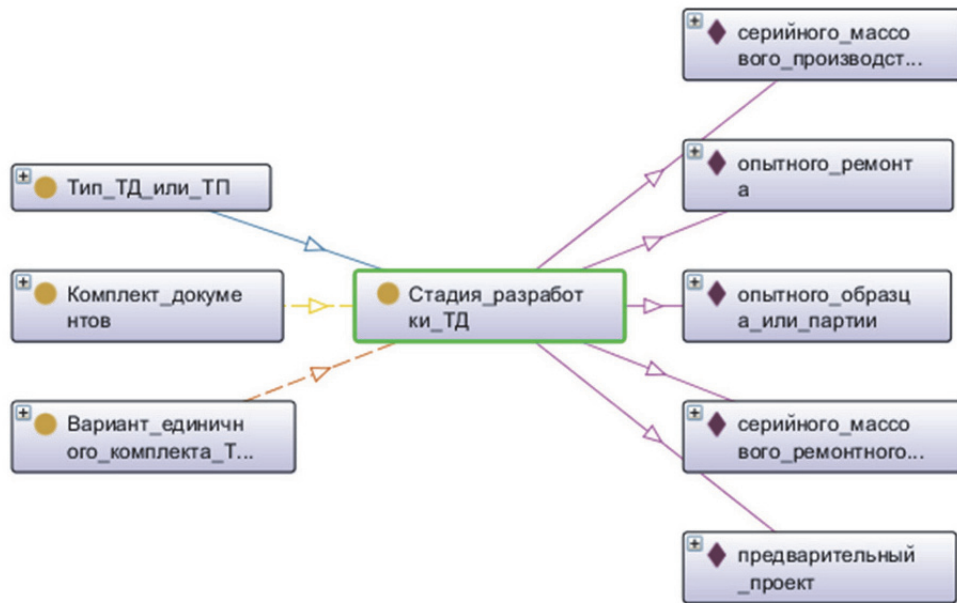 серийного_массо
вого_производст...
опытного_ремонт
а
Тип_ТД_или_ТП
Комплект_докуме
нтов
Стадия_разработ
ки_ТД
опытного_образц
а_или_партии
Вариант_единичн
ого_комплекта_Т...
серийного_массо
вого_ремонтного...
предварительный
_проект